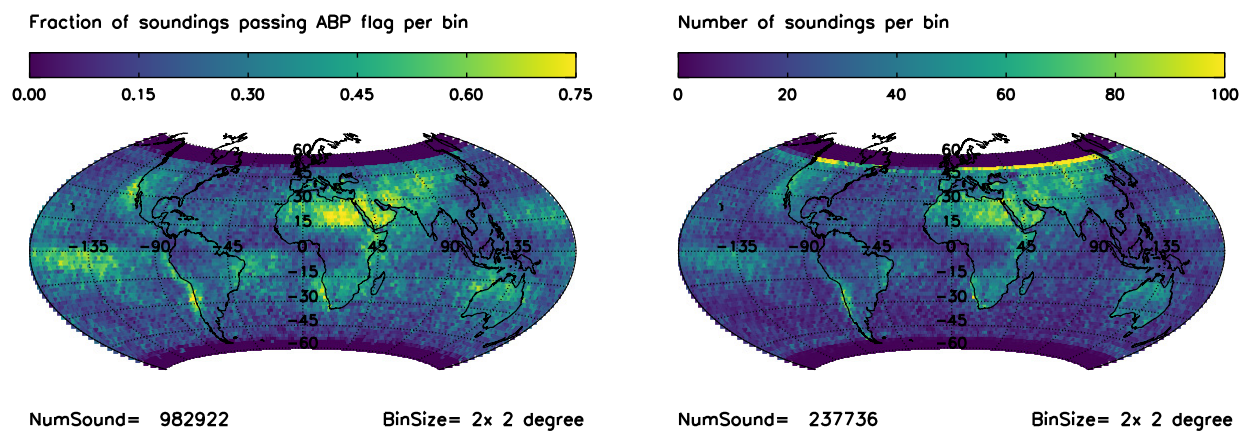 Fraction of soundings passing ABP flag per bin
0.00 0.15 0.30 0.45 0.60 0.75
60
45
30
15
-135 -90 -45 0 45 90 135
-15
-30
-45
-60
NumSound= 982922 BinSize= 2x 2 degree
Number of soundings per bin
0 20 40 60 80 100
60
45
30
15
-135 -90 -45 0 45 90 135
-15
-30
-45
-60
NumSound= 237736 BinSize= 2x 2 degree